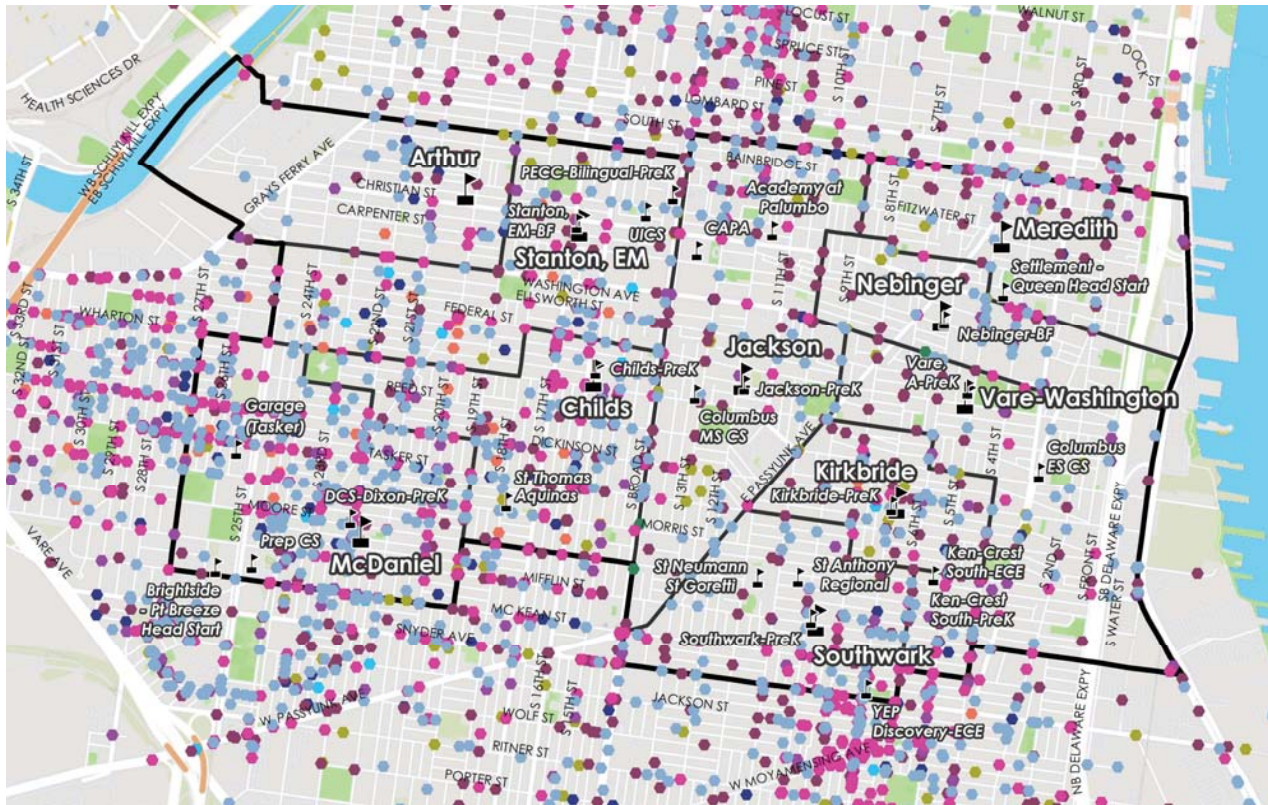 LOCUST ST
WALNUT ST
SPRUCE ST
S 10TH ST
DOCK ST
HEALTH SCIENCES DR
PINE ST
S 3RD ST
S 7TH ST
LOMBARD ST
SOUTH ST
WB SCHUYLKILL EXPY
EB SCHUYLKILL EXPY
S 34TH ST
GRAYS FERRY AVE
BAINBRIDGE ST
Arthur
PECC-Bilingual-PreK
Academy at
Palumbo
S 8TH ST
FITZWATER ST
CHRISTIAN ST
CARPENTER ST
Stanton,
EM-BF
UICS
CAPA
Meredith
Stanton, EM
Settlement -
Queen Head Start
S 27TH ST
S 24TH ST
S 22ND ST
S 21ST ST
WASHINGTON AVE
ELLSWORTH ST
S 11TH ST
S 9TH ST
Nebinger
Nebinger-BF
S 33RD ST
WHARTON ST
FEDERAL ST
S 32ND ST
S 31ST ST
S 30TH ST
S 29TH ST
S 28TH ST
S 26TH ST
Jackson
Childs-PreK
Jackson-PreK
Vare,
A-PreK
Vare-Washington
REED ST
S 20TH ST
S 19TH ST
S 18TH ST
S 17TH ST
Childs
Columbus
MS CS
Garage
(Tasker)
S 23RD ST
TASKER ST
DICKINSON ST
S BROAD ST
S 13TH ST
S 12TH ST
E PASSYUNK AVE
Kirkbride
Kirkbride-PreK
S 4TH ST
Columbus
ES CS
St Thomas
Aquinas
DCS-Dixon-PreK
MOORE ST
S 25TH ST
MORRIS ST
S 6TH ST
S 5TH ST
Prep CS
McDaniel
VARE AVE
MIFFLIN ST
St Neumann
St Goretti
St Anthony
Regional
Ken-Crest
South-ECE
S 2ND ST
S FRONT ST
SB DELAWARE EXPY
S WATER ST
Brightside
- Pt Breeze
Head Start
MC KEAN ST
Ken-Crest
South-PreK
SNYDER AVE
Southwark-PreK
Southwark
S 16TH ST
S 15TH ST
JACKSON ST
W PASSYUNK AVE
WOLF ST
YEP
Discovery-ECE
RITNER ST
PORTER ST
W MOYAMENSING AVE
NB DELAWARE EXPY